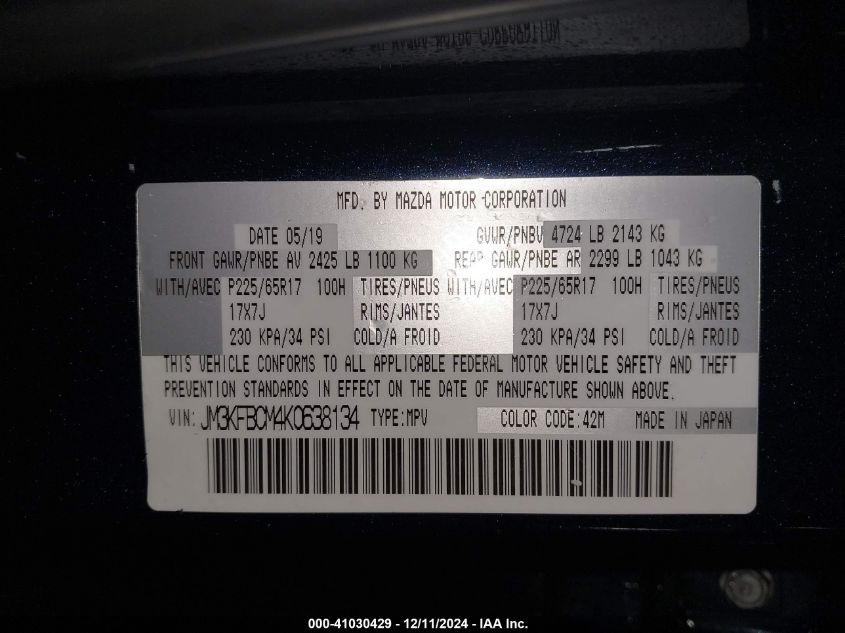 MFD. BY MAZDA MOTOR CORPORATION
DATE 05/19 GVWR/PNBV 4724 LB 2143 KG
FRONT GAWR/PNBE AV 2425 LB 1100 KG REAR GAWR/PNBE AR 2299 LB 1043 KG
WITH/AVEC P225/65R17 100H TIRES/PNEUS WITH/AVEC P225/65R17 100H TIRES/PNEUS
17X7J RIMS/JANTES 17X7J RIMS/JANTES
230 KPA/34 PSI COLD/A FROID 230 KPA/34 PSI COLD/A FROID
THIS VEHICLE CONFORMS TO ALL APPLICABLE FEDERAL MOTOR VEHICLE SAFETY AND THEFT
PREVENTION STANDARDS IN EFFECT ON THE DATE OF MANUFACTURE SHOWN ABOVE.
VIN: JM3KFBCM4K0638134 TYPE:MPV COLOR CODE:42M MADE IN JAPAN
000-41030429 - 12/11/2024 - IAA Inc.